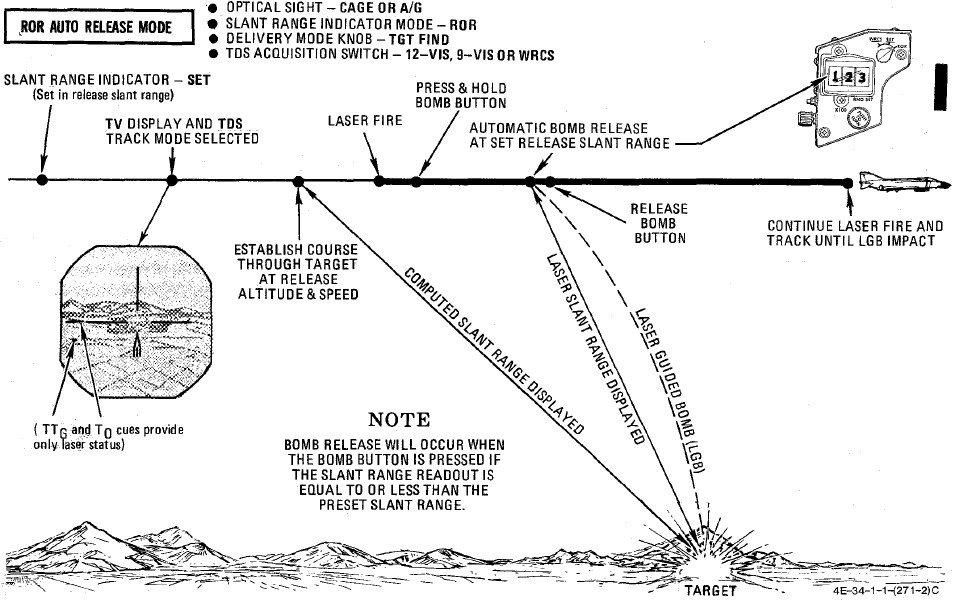 ROR AUTO RELEASE MODE
● OPTICAL SIGHT – CAGE OR A/G
● SLANT RANGE INDICATOR MODE – ROR
● DELIVERY MODE KNOB – TGT FIND
● TDS ACQUISITION SWITCH – 12–VIS, 9–VIS OR WRCS
SLANT RANGE INDICATOR – SET
(Set in release slant range)
TV DISPLAY AND TDS
TRACK MODE SELECTED
LASER FIRE
PRESS & HOLD
BOMB BUTTON
AUTOMATIC BOMB RELEASE
AT SET RELEASE SLANT RANGE
1 2 3
ESTABLISH COURSE
THROUGH TARGET
AT RELEASE
ALTITUDE & SPEED
RELEASE
BOMB
BUTTON
CONTINUE LASER FIRE AND
TRACK UNTIL LGB IMPACT
COMPUTED SLANT RANGE DISPLAYED
LASER SLANT RANGE DISPLAYED
LASER GUIDED BOMB (LGB)
( TTG and TO cues provide
only laser status)
NOTE
BOMB RELEASE WILL OCCUR WHEN
THE BOMB BUTTON IS PRESSED IF
THE SLANT RANGE READOUT IS
EQUAL TO OR LESS THAN THE
PRESET SLANT RANGE.
TARGET
4E–34–1–1–(271–2)C